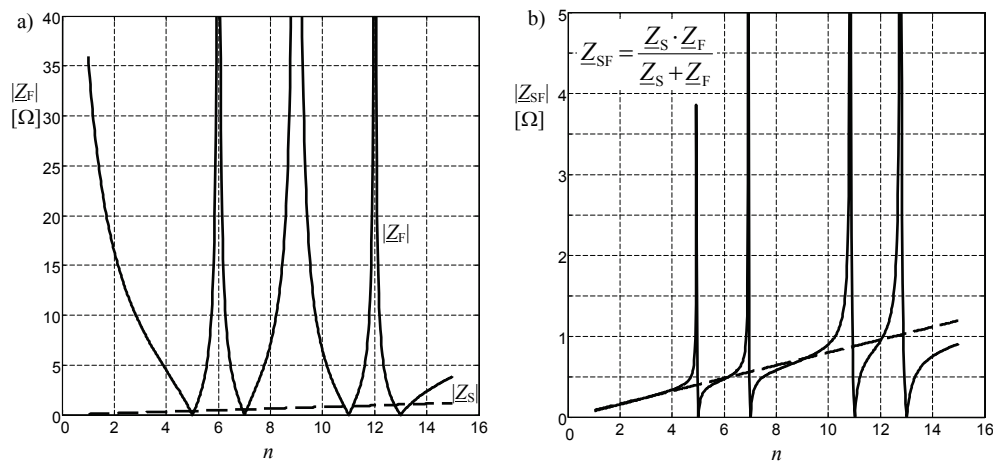 a)
40
|Z_F|
[Ω]
35
30
25
20
15
10
5
0
|Z_F|
|Z_S|
0 2 4 6 8 10 12 14 16
n
b)
5
Z_SF = Z_S · Z_F / Z_S + Z_F
|Z_SF|
[Ω]
4
3
2
1
0
0 2 4 6 8 10 12 14 16
n